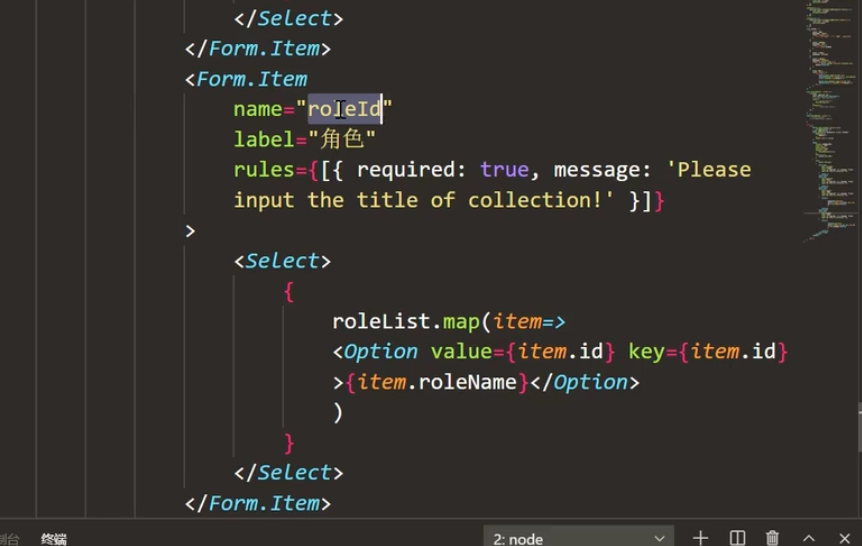 </Select>
</Form.Item>
<Form.Item
name="roleId"
label="角色"
rules={[{ required: true, message: 'Please
input the title of collection!' }]}
>
<Select>
{
roleList.map(item=>
<Option value={item.id} key={item.id}
>{item.roleName}</Option>
)
}
</Select>
</Form.Item>
制台 终端 2: node